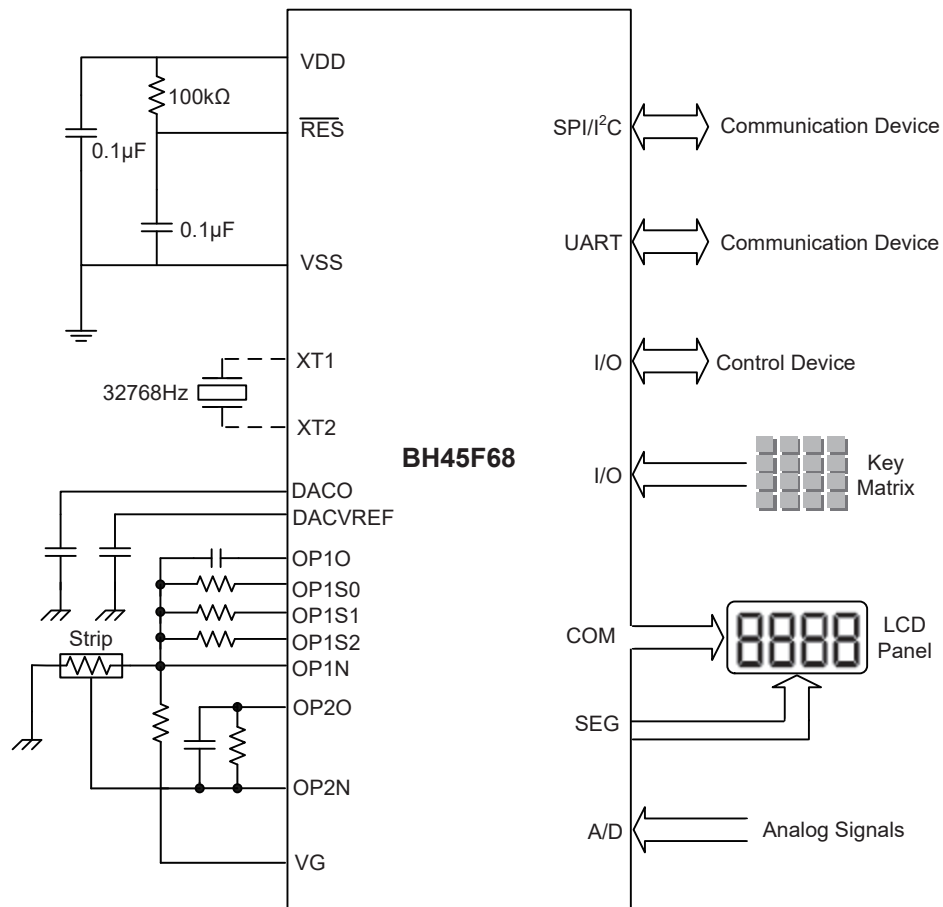 VDD
100kΩ
RES
0.1μF
0.1μF
VSS
XT1
32768Hz
XT2
DACO
DACVREF
OP1O
OP1S0
OP1S1
OP1S2
Strip
OP1N
OP2O
OP2N
VG
BH45F68
SPI/I²C
Communication Device
UART
Communication Device
I/O
Control Device
I/O
Key
Matrix
COM
8888
LCD
Panel
SEG
A/D
Analog Signals